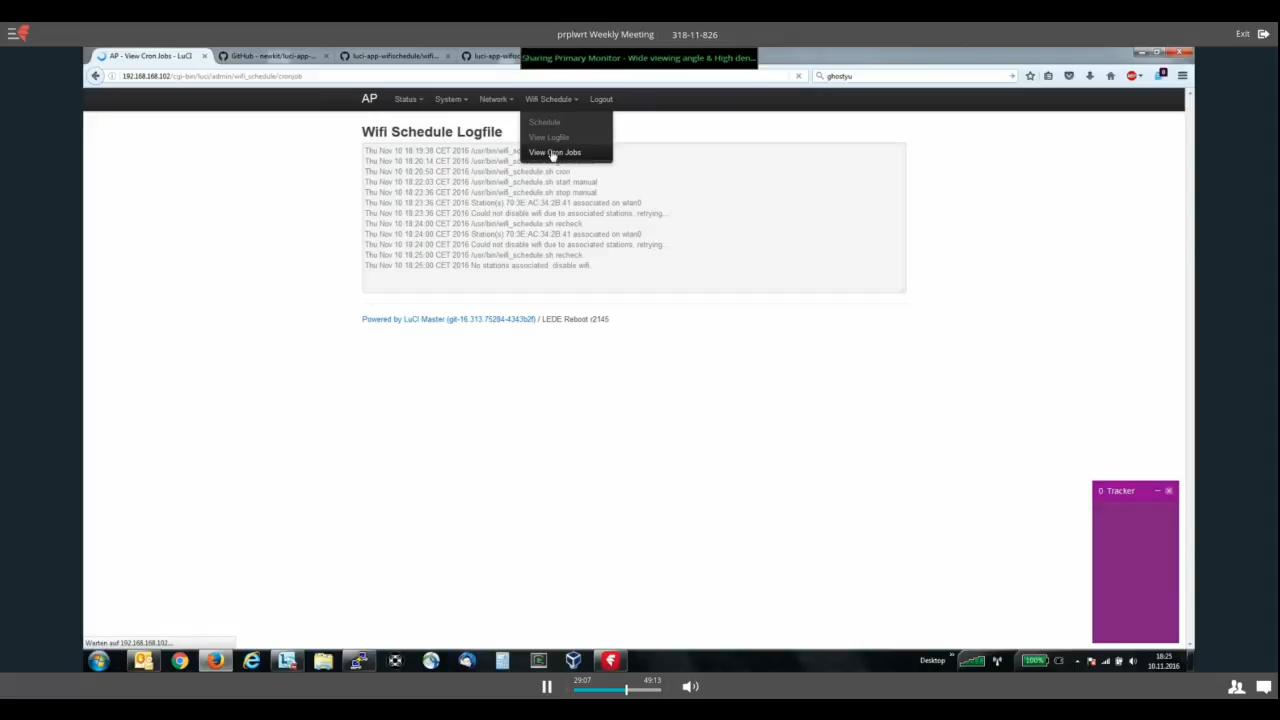 prplwrt Weekly Meeting 318-11-826
Exit
AP - View Cron Jobs - LuCI
GitHub - newkit/luci-app-...
luci-app-wifischedule/wifi...
luci-app-wifisc
Sharing Primary Monitor - Wide viewing angle & High den...
192.168.168.102/cgi-bin/luci/admin/wifi_schedule/cronjob
ghostyu
AP Status System Network Wifi Schedule Logout
Schedule
View Logfile
View Cron Jobs
Wifi Schedule Logfile
Thu Nov 10 18:19:38 CET 2016 /usr/bin/wifi_sc
Thu Nov 10 18:20:14 CET 2016 /usr/bin/wifi_sc
Thu Nov 10 18:20:50 CET 2016 /usr/bin/wifi_schedule.sh cron
Thu Nov 10 18:22:03 CET 2016 /usr/bin/wifi_schedule.sh start manual
Thu Nov 10 18:23:36 CET 2016 /usr/bin/wifi_schedule.sh stop manual
Thu Nov 10 18:23:36 CET 2016 Station(s) 70:3E:AC:34:2B:41 associated on wlan0
Thu Nov 10 18:23:36 CET 2016 Could not disable wifi due to associated stations. retrying...
Thu Nov 10 18:24:00 CET 2016 /usr/bin/wifi_schedule.sh recheck
Thu Nov 10 18:24:00 CET 2016 Station(s) 70:3E:AC:34:2B:41 associated on wlan0
Thu Nov 10 18:24:00 CET 2016 Could not disable wifi due to associated stations. retrying...
Thu Nov 10 18:25:00 CET 2016 /usr/bin/wifi_schedule.sh recheck
Thu Nov 10 18:25:00 CET 2016 No stations associated. disable wifi.
Powered by LuCI Master (git-16.313.75284-4343b2f) / LEDE Reboot r2145
0 Tracker
Warten auf 192.168.168.102...
Desktop
100%
18:25
10.11.2016
29:07
49:13